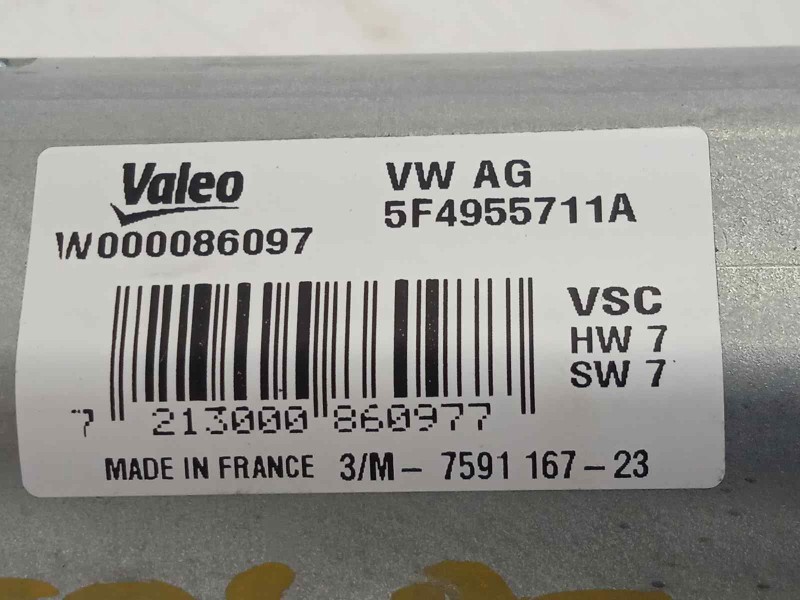 Valeo
W000086097
VW AG
5F4955711A
VSC
HW 7
SW 7
7 213000 860977
MADE IN FRANCE 3/M- 7591 167-23